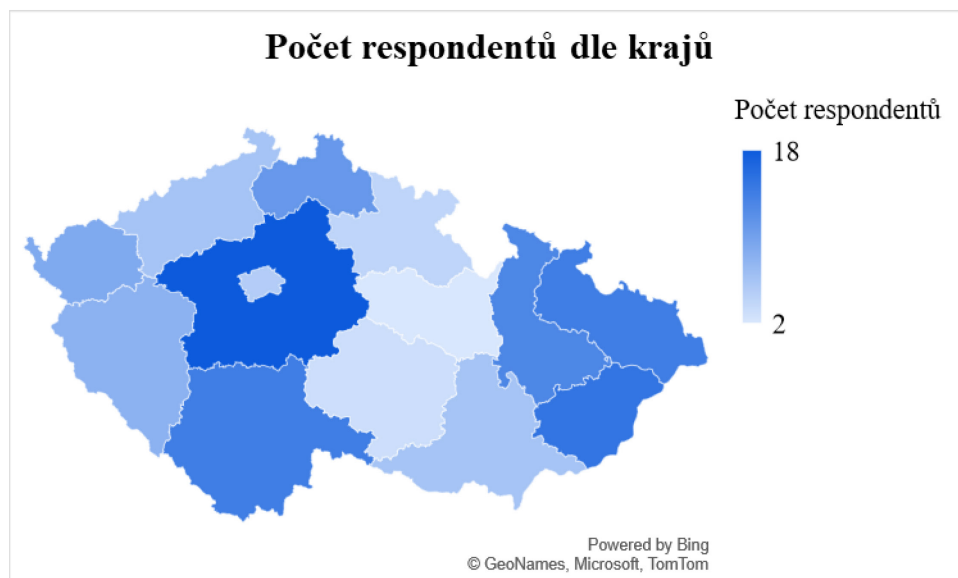 Počet respondentů dle krajů
Počet respondentů
18
2
Powered by Bing
© GeoNames, Microsoft, TomTom